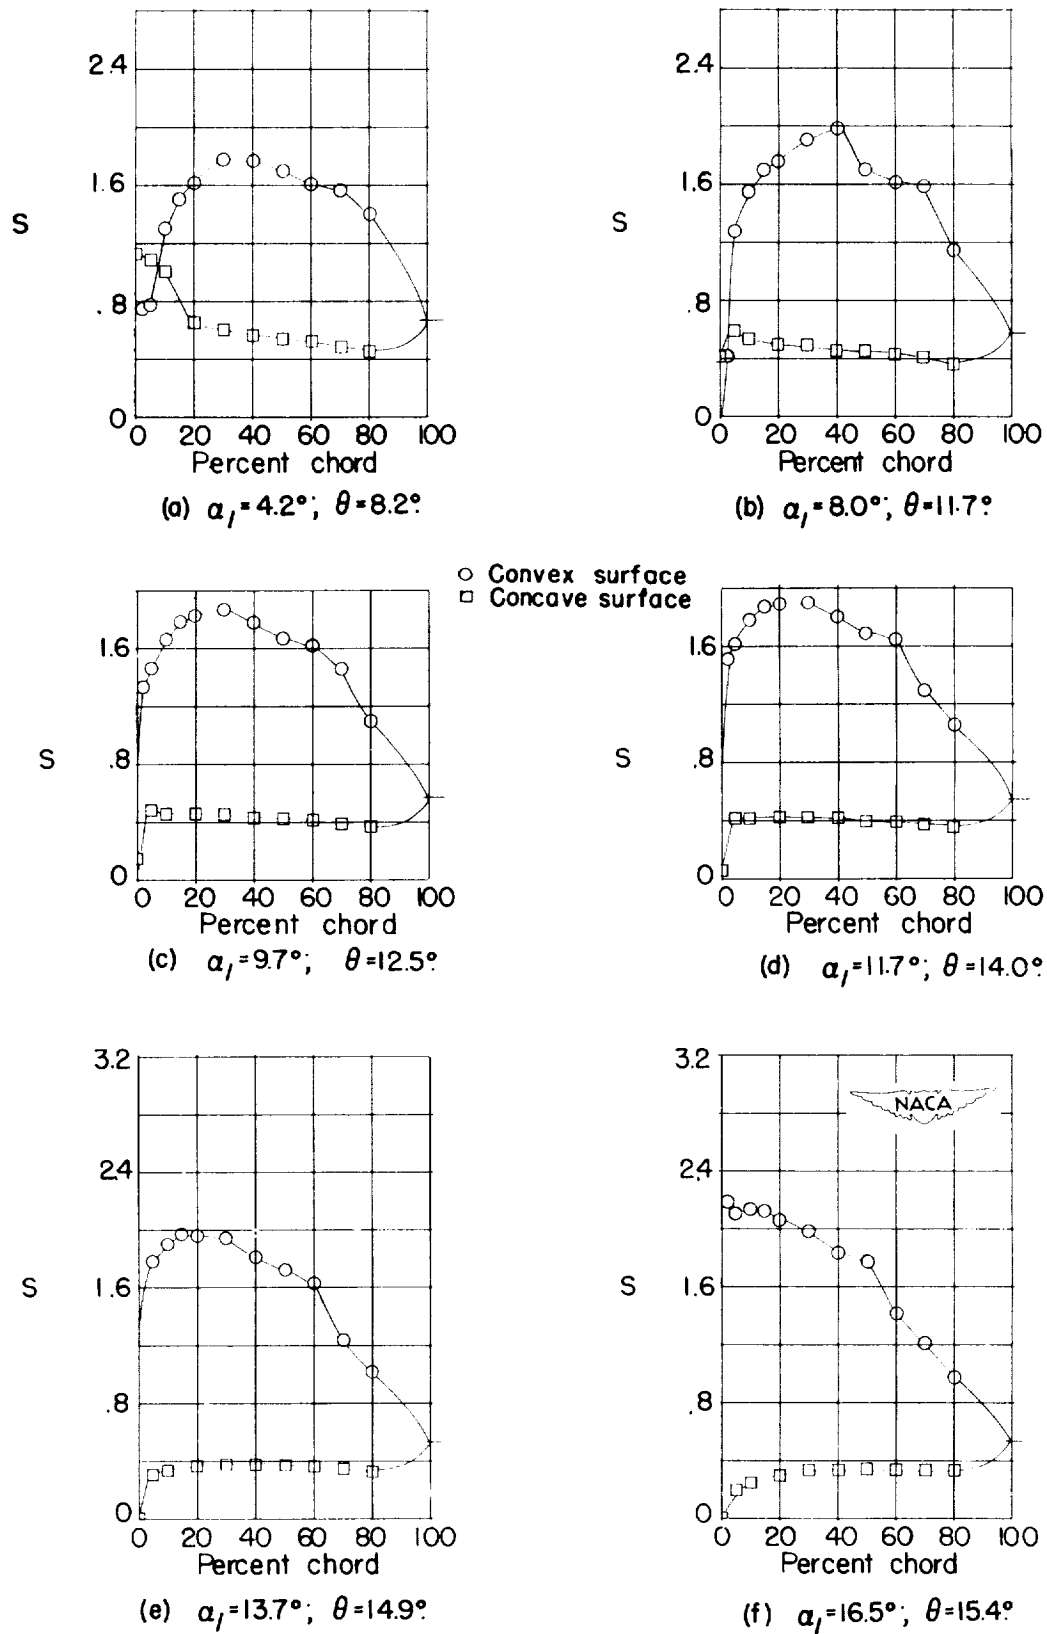 2.4
1.6
S
.8
0
0 20 40 60 80 100
Percent chord
(a) α₁=4.2°; θ=8.2°.
2.4
1.6
S
.8
0
0 20 40 60 80 100
Percent chord
(b) α₁=8.0°; θ=11.7°.
○ Convex surface
□ Concave surface
1.6
S
.8
0
0 20 40 60 80 100
Percent chord
(c) α₁=9.7°; θ=12.5°.
1.6
S
.8
0
0 20 40 60 80 100
Percent chord
(d) α₁=11.7°; θ=14.0°.
3.2
2.4
1.6
S
.8
0
0 20 40 60 80 100
Percent chord
(e) α₁=13.7°; θ=14.9°.
3.2
NACA
2.4
1.6
S
.8
0
0 20 40 60 80 100
Percent chord
(f) α₁=16.5°; θ=15.4°.